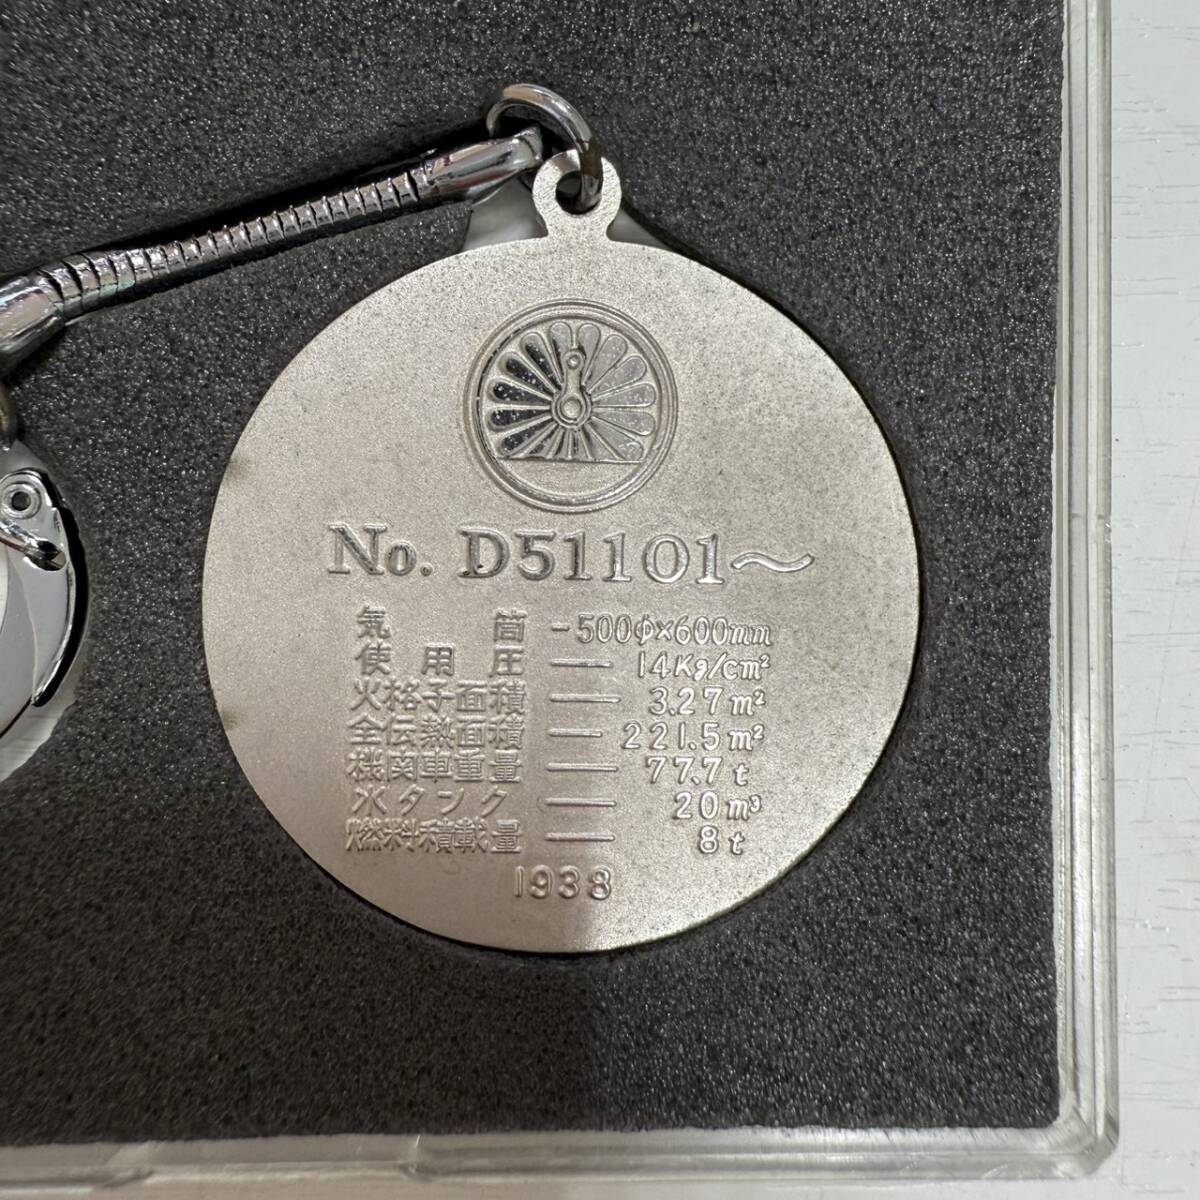 No. D51101〜
気筒 - 500φ×600mm
使用圧 — 14Kg/cm²
火格子面積 — 3.27m²
全伝熱面積 — 221.5m²
機関車重量 — 77.7t
水タンク — 20m³
燃料積載量 — 8t
1938